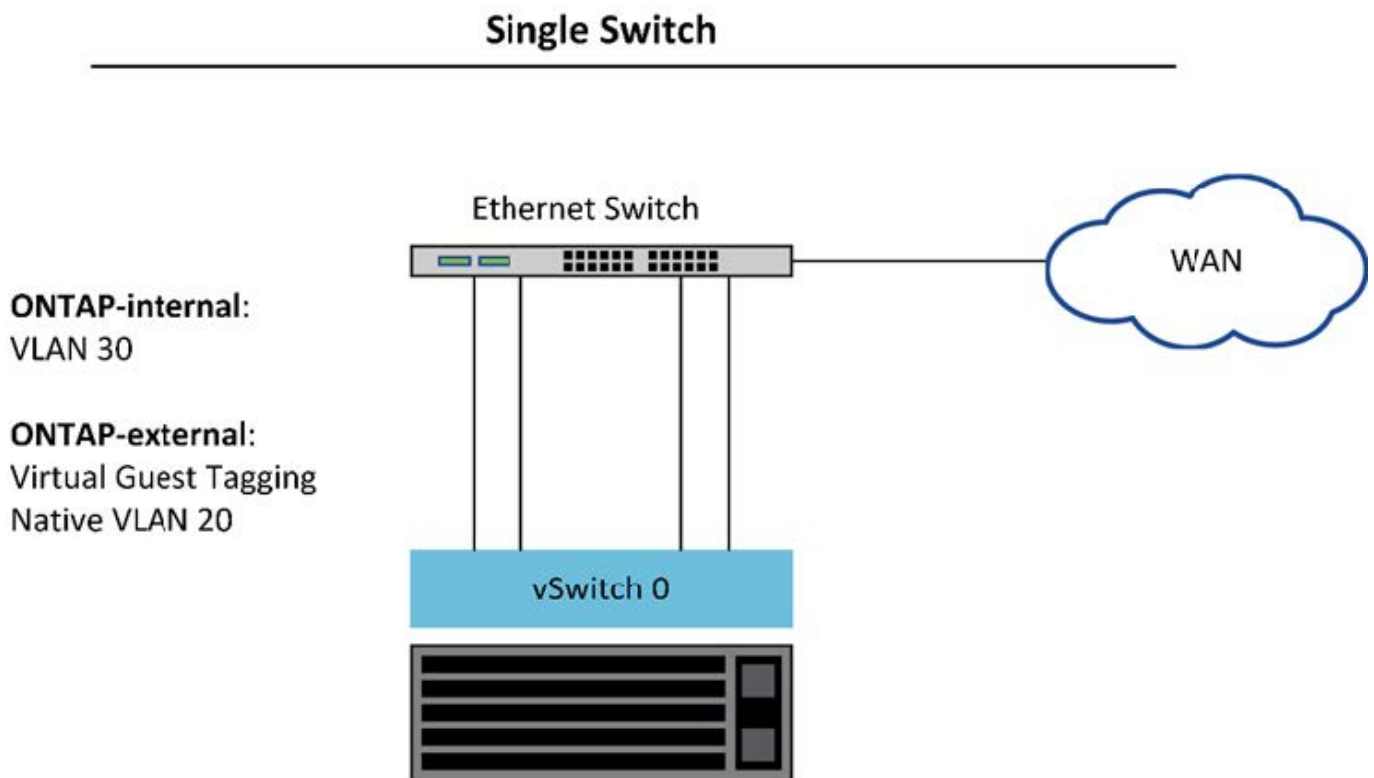 Single Switch
Ethernet Switch
WAN
ONTAP-internal:
VLAN 30
ONTAP-external:
Virtual Guest Tagging
Native VLAN 20
vSwitch 0